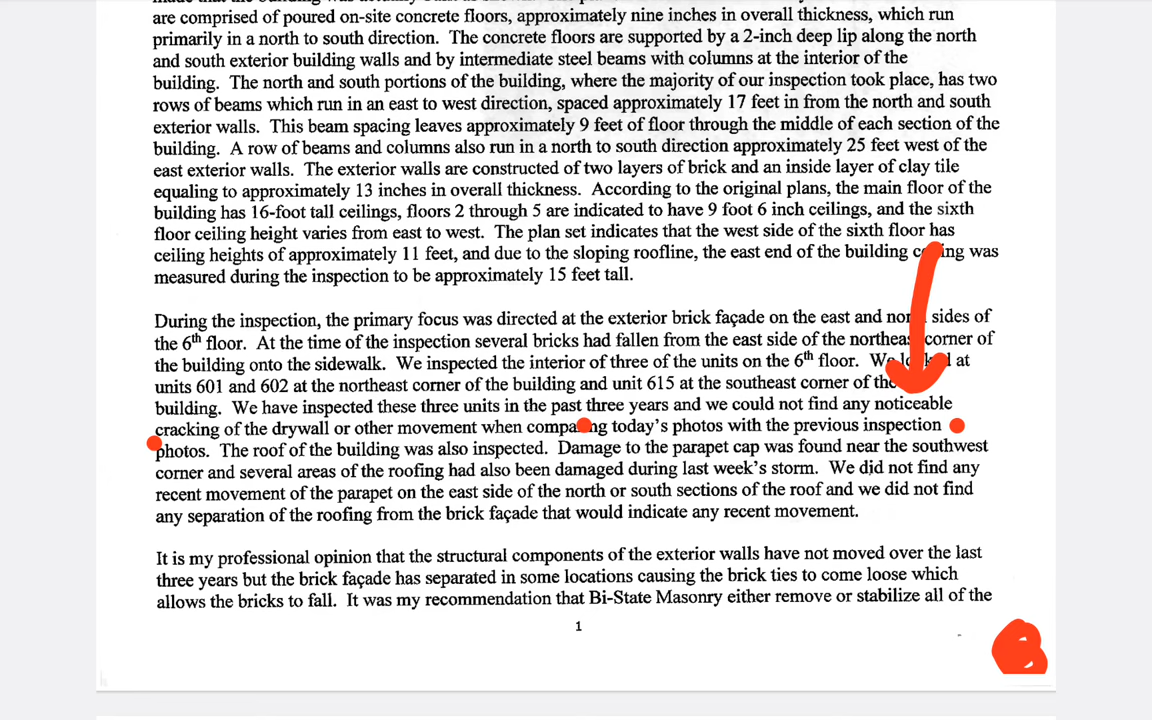 are comprised of poured on-site concrete floors, approximately nine inches in overall thickness, which run
primarily in a north to south direction. The concrete floors are supported by a 2-inch deep lip along the north
and south exterior building walls and by intermediate steel beams with columns at the interior of the
building. The north and south portions of the building, where the majority of our inspection took place, has two
rows of beams which run in an east to west direction, spaced approximately 17 feet in from the north and south
exterior walls. This beam spacing leaves approximately 9 feet of floor through the middle of each section of the
building. A row of beams and columns also run in a north to south direction approximately 25 feet west of the
east exterior walls. The exterior walls are constructed of two layers of brick and an inside layer of clay tile
equaling to approximately 13 inches in overall thickness. According to the original plans, the main floor of the
building has 16-foot tall ceilings, floors 2 through 5 are indicated to have 9 foot 6 inch ceilings, and the sixth
floor ceiling height varies from east to west. The plan set indicates that the west side of the sixth floor has
ceiling heights of approximately 11 feet, and due to the sloping roofline, the east end of the building was
measured during the inspection to be approximately 15 feet tall.
During the inspection, the primary focus was directed at the exterior brick façade on the east and sides of
the 6th floor. At the time of the inspection several bricks had fallen from the east side of the northeast corner of
the building onto the sidewalk. We inspected the interior of three of the units on the 6th floor. We at
units 601 and 602 at the northeast corner of the building and unit 615 at the southeast corner of the
building. We have inspected these three units in the past three years and we could not find any noticeable
cracking of the drywall or other movement when comparing today's photos with the previous inspection
photos. The roof of the building was also inspected. Damage to the parapet cap was found near the southwest
corner and several areas of the roofing had also been damaged during last week's storm. We did not find any
recent movement of the parapet on the east side of the north or south sections of the roof and we did not find
any separation of the roofing from the brick façade that would indicate any recent movement.
It is my professional opinion that the structural components of the exterior walls have not moved over the last
three years but the brick façade has separated in some locations causing the brick ties to come loose which
allows the bricks to fall. It was my recommendation that Bi-State Masonry either remove or stabilize all of the
1